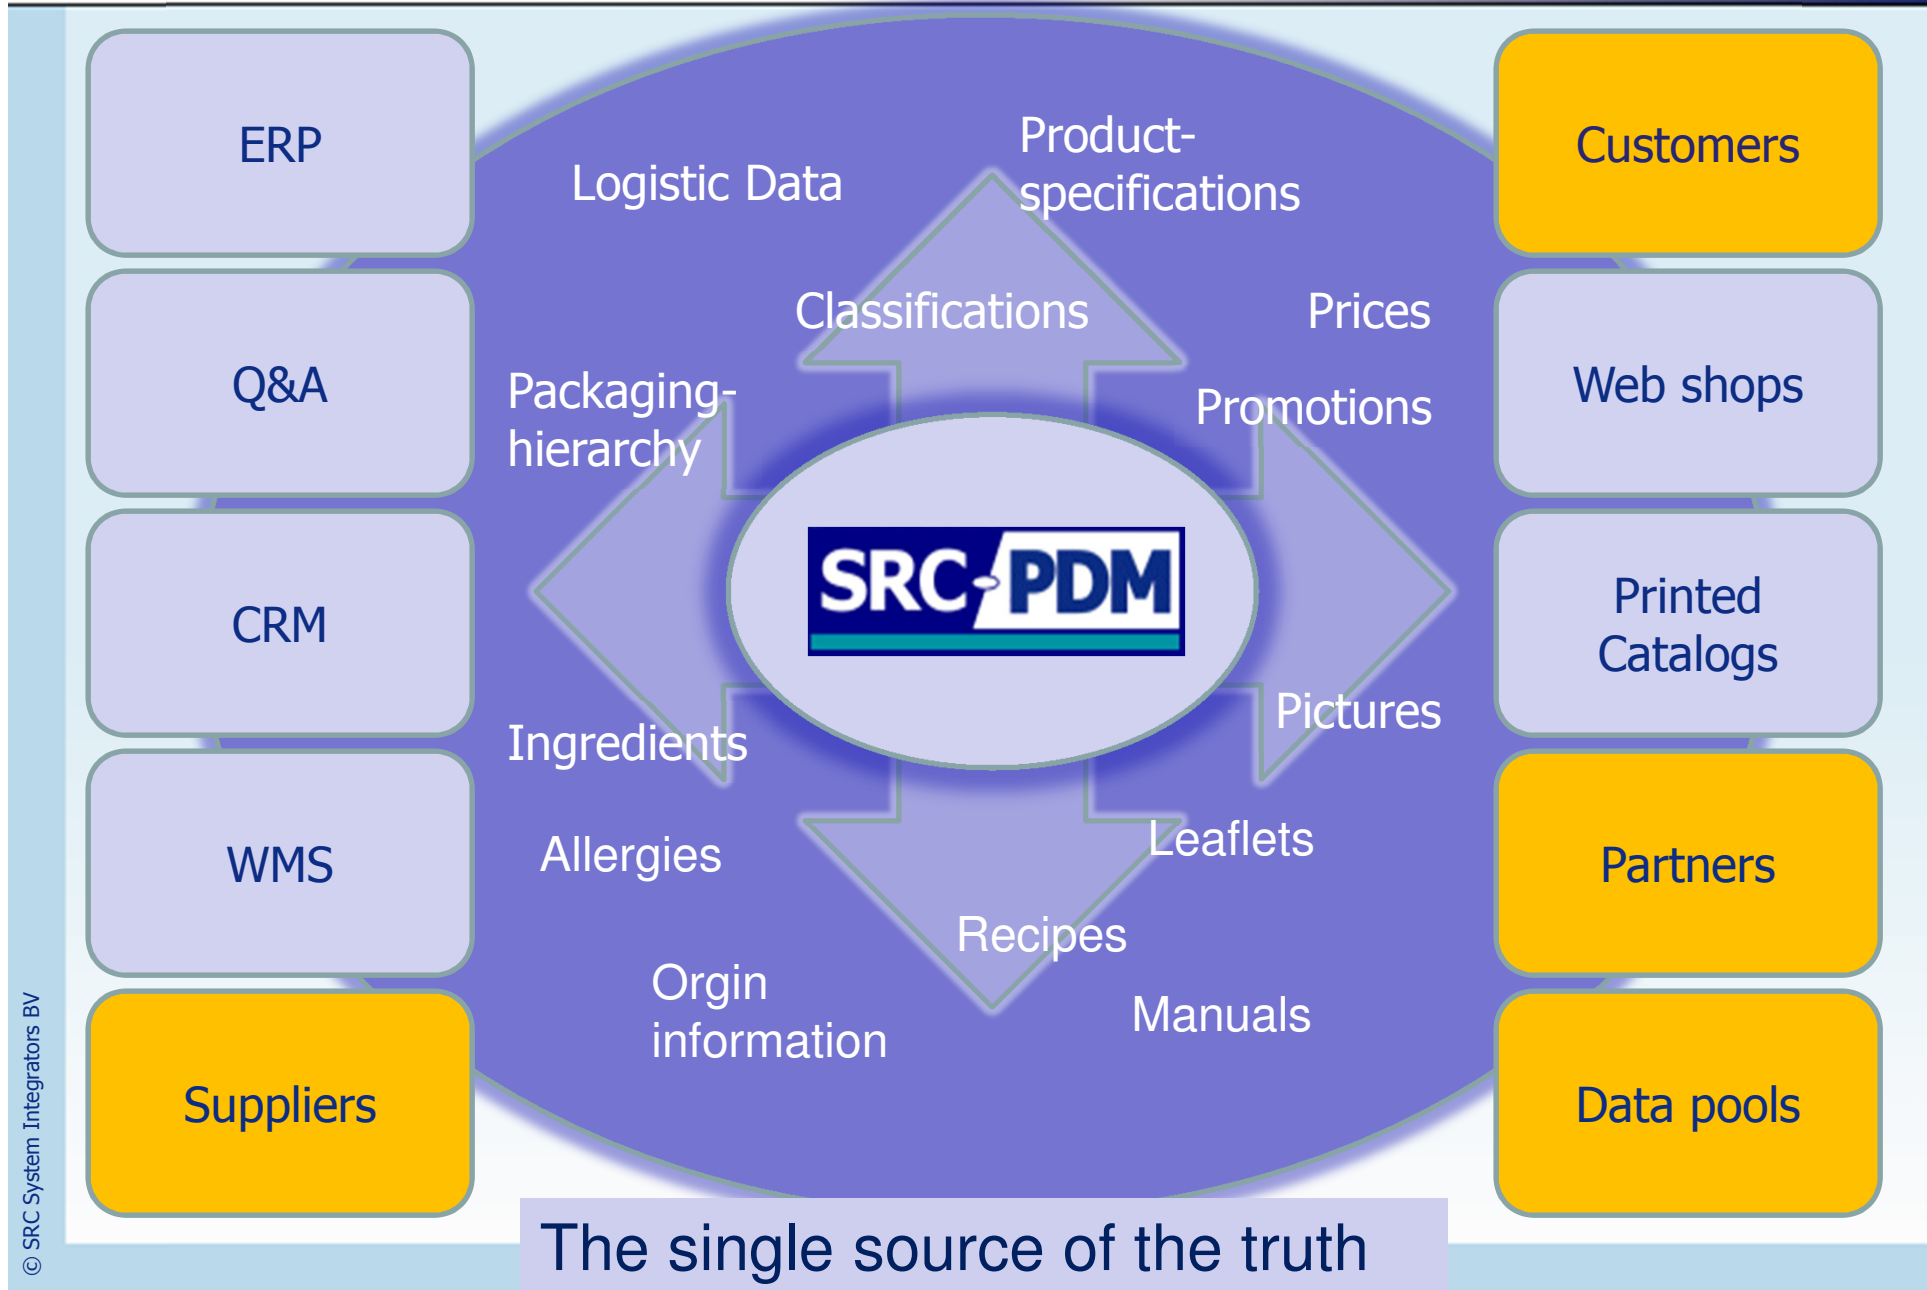 ERP
Q&A
CRM
WMS
Suppliers
Logistic Data
Product-
specifications
Classifications
Prices
Packaging-
hierarchy
Promotions
SRC-PDM
Ingredients
Pictures
Allergies
Leaflets
Recipes
Orgin
information
Manuals
Customers
Web shops
Printed
Catalogs
Partners
Data pools
The single source of the truth
© SRC System Integrators BV